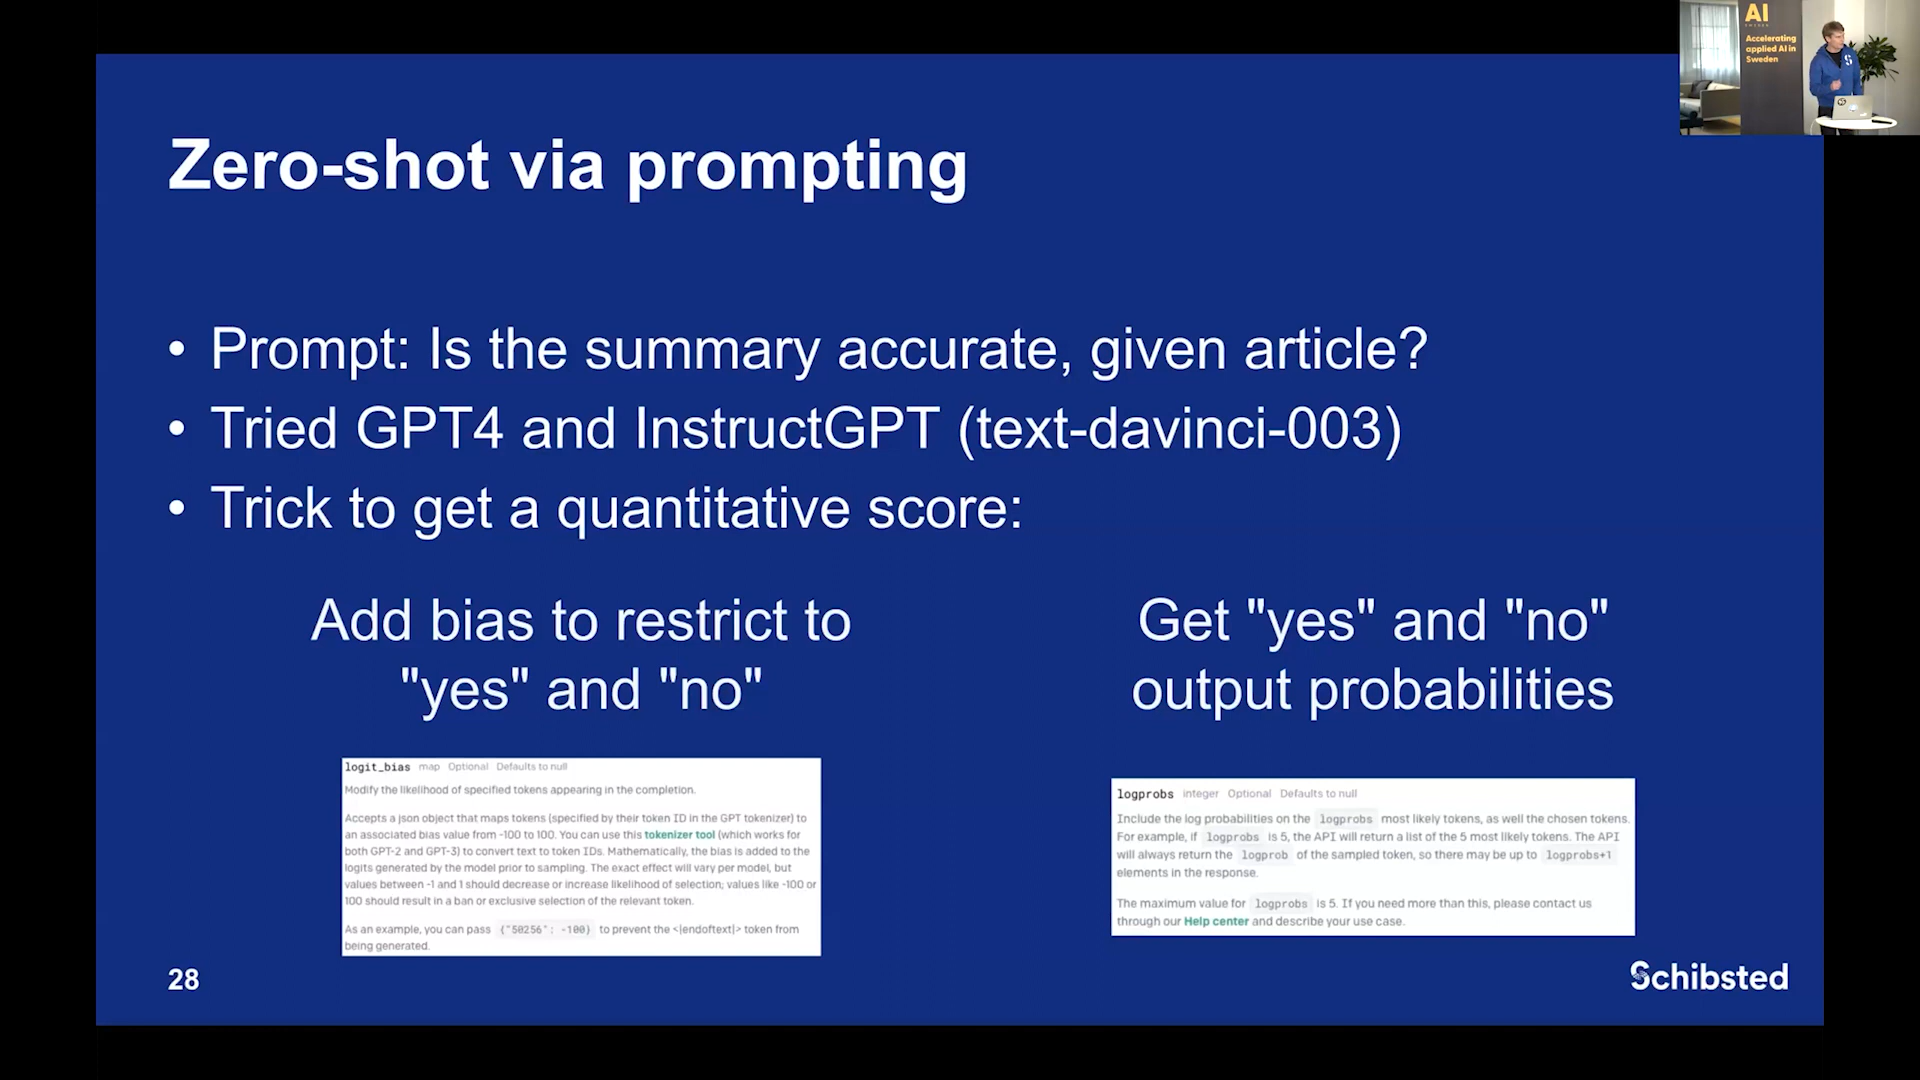 AI
Accelerating
applied AI in
Sweden
Zero-shot via prompting
• Prompt: Is the summary accurate, given article?
• Tried GPT4 and InstructGPT (text-davinci-003)
• Trick to get a quantitative score:
Add bias to restrict to
"yes" and "no"
logit_bias map Optional Defaults to null
Modify the likelihood of specified tokens appearing in the completion.
Accepts a json object that maps tokens (specified by their token ID in the GPT tokenizer) to
an associated bias value from -100 to 100. You can use this tokenizer tool (which works for
both GPT-2 and GPT-3) to convert text to token IDs. Mathematically, the bias is added to the
logits generated by the model prior to sampling. The exact effect will vary per model, but
values between -1 and 1 should decrease or increase likelihood of selection; values like -100 or
100 should result in a ban or exclusive selection of the relevant token.
As an example, you can pass {"50256": -100} to prevent the <|endoftext|> token from
being generated.
Get "yes" and "no"
output probabilities
logprobs integer Optional Defaults to null
Include the log probabilities on the logprobs most likely tokens, as well the chosen tokens.
For example, if logprobs is 5, the API will return a list of the 5 most likely tokens. The API
will always return the logprob of the sampled token, so there may be up to logprobs+1
elements in the response.
The maximum value for logprobs is 5. If you need more than this, please contact us
through our Help center and describe your use case.
28
Schibsted